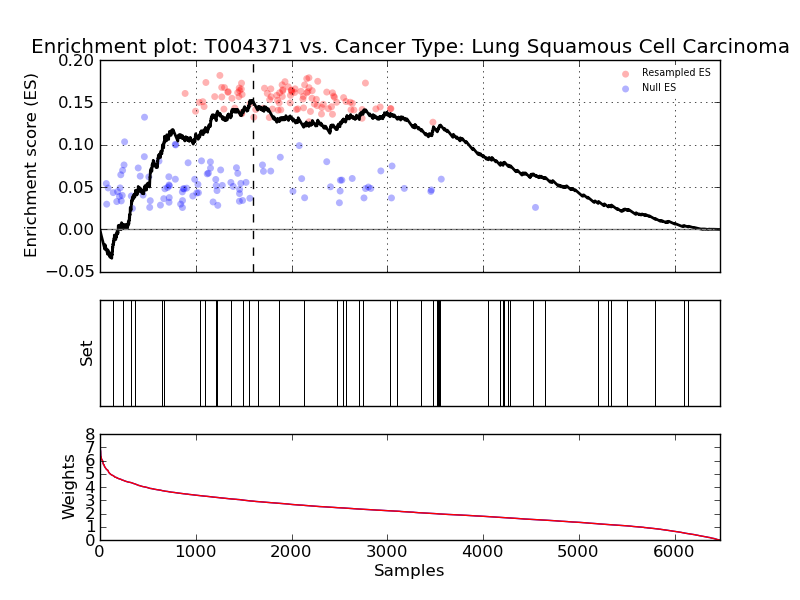 Enrichment plot: T004371 vs. Cancer Type: Lung Squamous Cell Carcinoma
0.20
0.15
0.10
0.05
0.00
−0.05
Enrichment score (ES)
Resampled ES
Null ES
Set
8
7
6
5
4
3
2
1
0
Weights
0 1000 2000 3000 4000 5000 6000
Samples